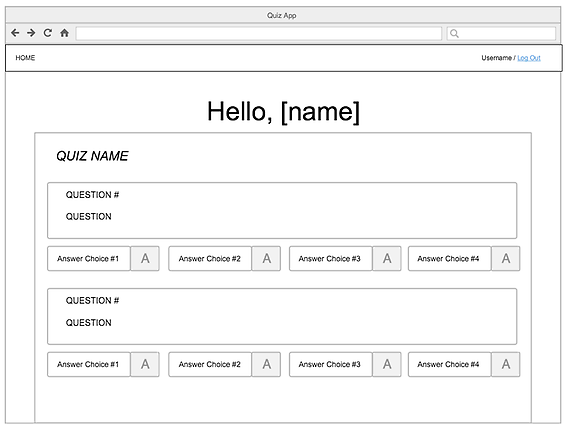 Quiz App
HOME
Username / Log Out
Hello, [name]
QUIZ NAME
QUESTION #
QUESTION
Answer Choice #1 A Answer Choice #2 A Answer Choice #3 A Answer Choice #4 A
QUESTION #
QUESTION
Answer Choice #1 A Answer Choice #2 A Answer Choice #3 A Answer Choice #4 A